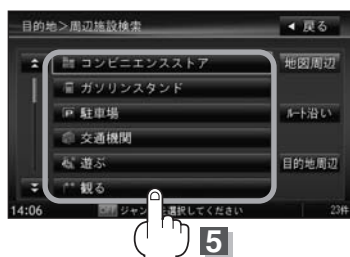 目的地＞周辺施設検索
◀ 戻る
コンビニエンスストア
地図周辺
ガソリンスタンド
P 駐車場
ルート沿い
交通機関
遊ぶ
目的地周辺
観る
14:06
OFF ジャン を選択してください
23件
5